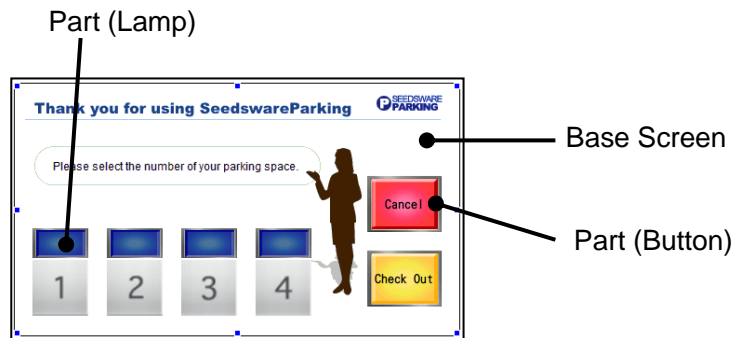 Part (Lamp)
Thank you for using SeedswareParking
P SEEDSWARE
PARKING
Base Screen
Please select the number of your parking space.
Cancel
Part (Button)
1 2 3 4
Check Out